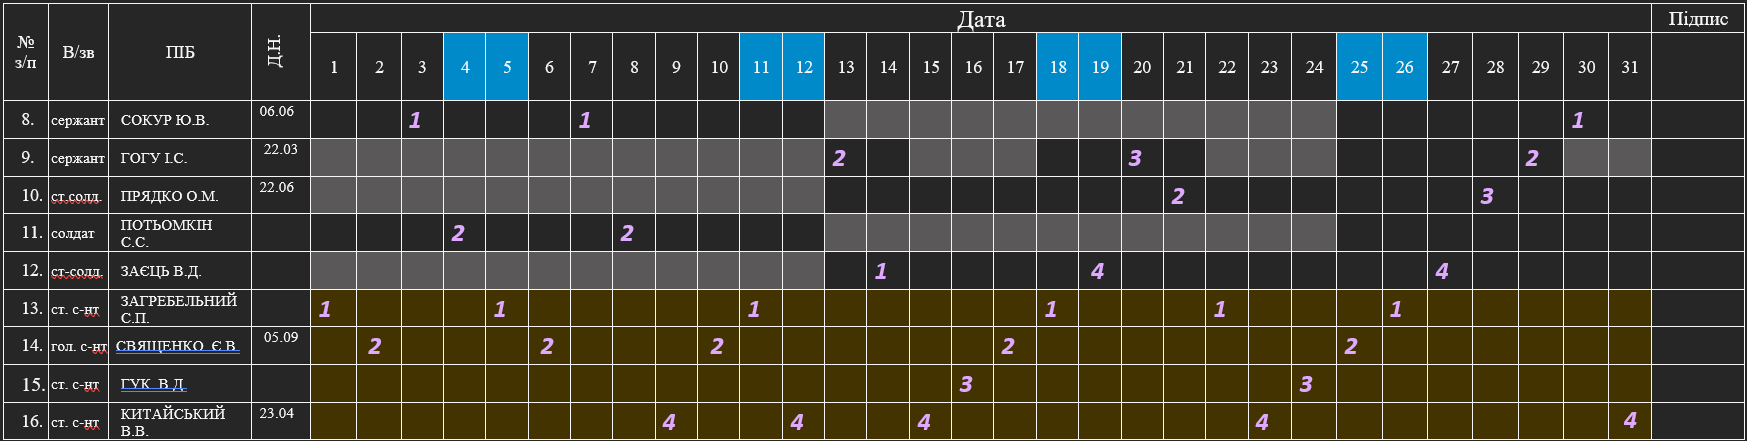 № з/п В/зв ПІБ Д.Н. Дата Підпис
1 2 3 4 5 6 7 8 9 10 11 12 13 14 15 16 17 18 19 20 21 22 23 24 25 26 27 28 29 30 31
8. сержант СОКУР Ю.В. 06.06 1 1 1
9. сержант ГОГУ І.С. 22.03 2 3 2
10. ст.солд. ПРЯДКО О.М. 22.06 2 3
11. солдат ПОТЬОМКІН С.С. 2 2
12. ст-солд. ЗАЄЦЬ В.Д. 1 4 4
13. ст. с-нт ЗАГРЕБЕЛЬНИЙ С.П. 1 1 1 1 1 1
14. гол. с-нт СВЯЩЕНКО Є.В. 05.09 2 2 2 2 2
15. ст. с-нт ГУК В.Д. 3 3
16. ст. с-нт КИТАЙСЬКИЙ В.В. 23.04 4 4 4 4 4